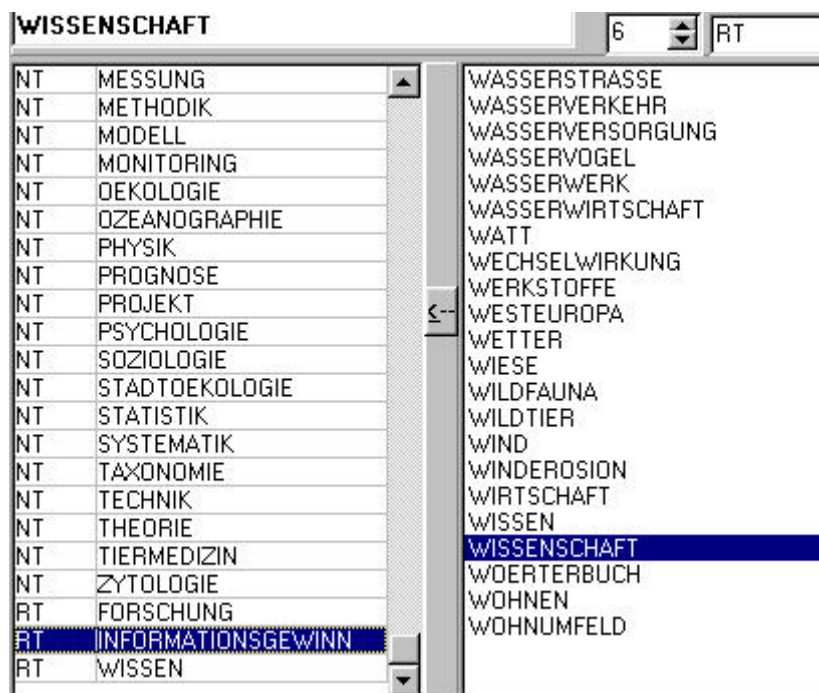 WISSENSCHAFT
6
RT
NT MESSUNG
NT METHODIK
NT MODELL
NT MONITORING
NT OEKOLOGIE
NT OZEANOGRAPHIE
NT PHYSIK
NT PROGNOSE
NT PROJEKT
NT PSYCHOLOGIE
NT SOZIOLOGIE
NT STADTOEKOLOGIE
NT STATISTIK
NT SYSTEMATIK
NT TAXONOMIE
NT TECHNIK
NT THEORIE
NT TIERMEDIZIN
NT ZYTOLOGIE
RT FORSCHUNG
RT INFORMATIONSGEWINN
RT WISSEN
<--
WASSERSTRASSE
WASSERVERKEHR
WASSERVERSORGUNG
WASSERVOGEL
WASSERWERK
WASSERWIRTSCHAFT
WATT
WECHSELWIRKUNG
WERKSTOFFE
WESTEUROPA
WETTER
WIESE
WILDFAUNA
WILDTIER
WIND
WINDEROSION
WIRTSCHAFT
WISSEN
WISSENSCHAFT
WOERTERBUCH
WOHNEN
WOHNUMFELD